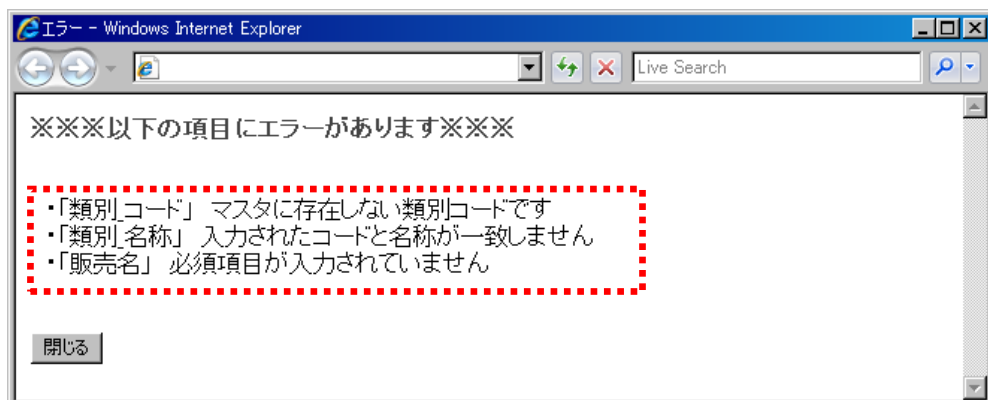 エラー - Windows Internet Explorer
Live Search
※※※以下の項目にエラーがあります※※※
・「類別_コード」 マスタに存在しない類別コードです
・「類別_名称」 入力されたコードと名称が一致しません
・「販売名」 必須項目が入力されていません
閉じる